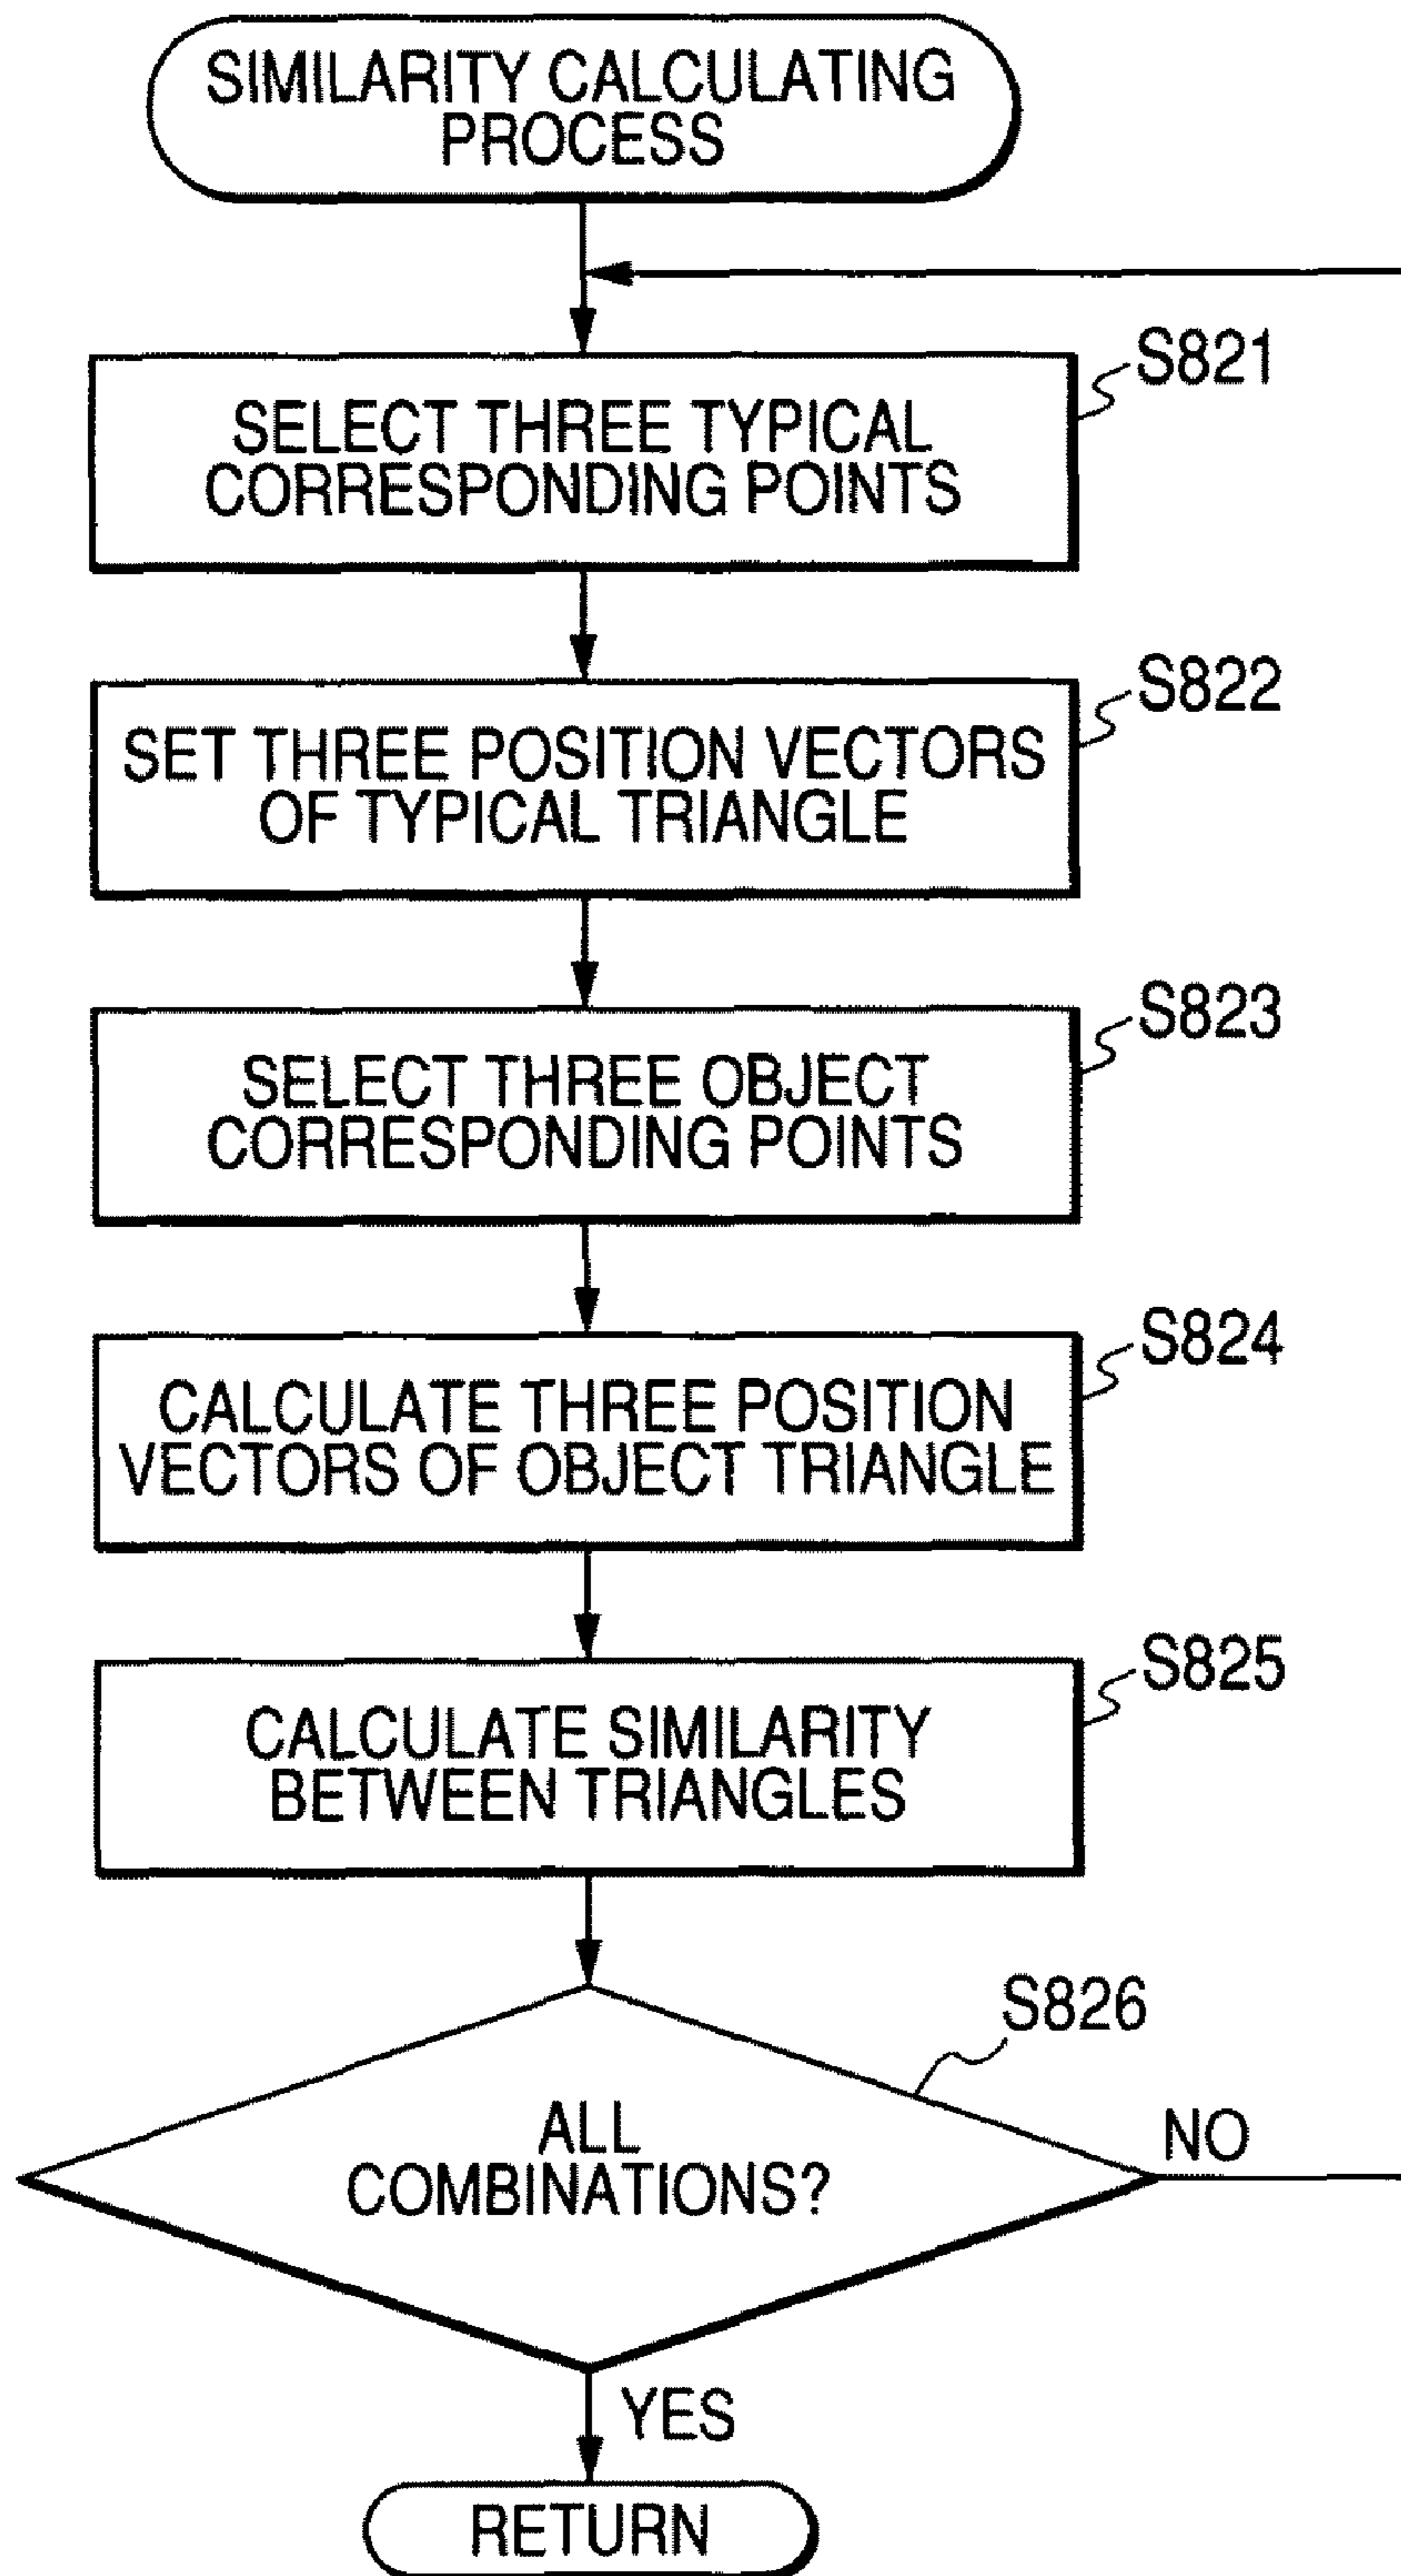 SIMILARITY CALCULATING
PROCESS
S821
SELECT THREE TYPICAL
CORRESPONDING POINTS
S822
SET THREE POSITION VECTORS
OF TYPICAL TRIANGLE
S823
SELECT THREE OBJECT
CORRESPONDING POINTS
S824
CALCULATE THREE POSITION
VECTORS OF OBJECT TRIANGLE
S825
CALCULATE SIMILARITY
BETWEEN TRIANGLES
S826
ALL
COMBINATIONS?
NO
YES
RETURN